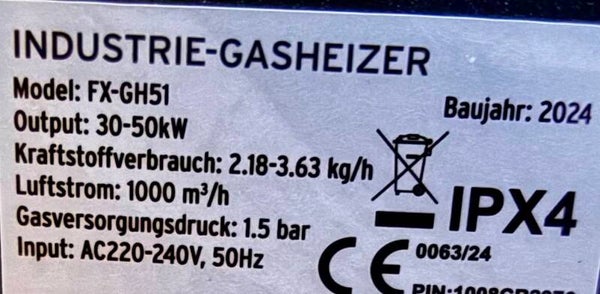 INDUSTRIE-GASHEIZER
Model: FX-GH51
Baujahr: 2024
Output: 30-50kW
Kraftstoffverbrauch: 2.18-3.63 kg/h
Luftstrom: 1000 m³/h
IPX4
Gasversorgungsdruck: 1.5 bar
Input: AC220-240V, 50Hz
CE 0063/24